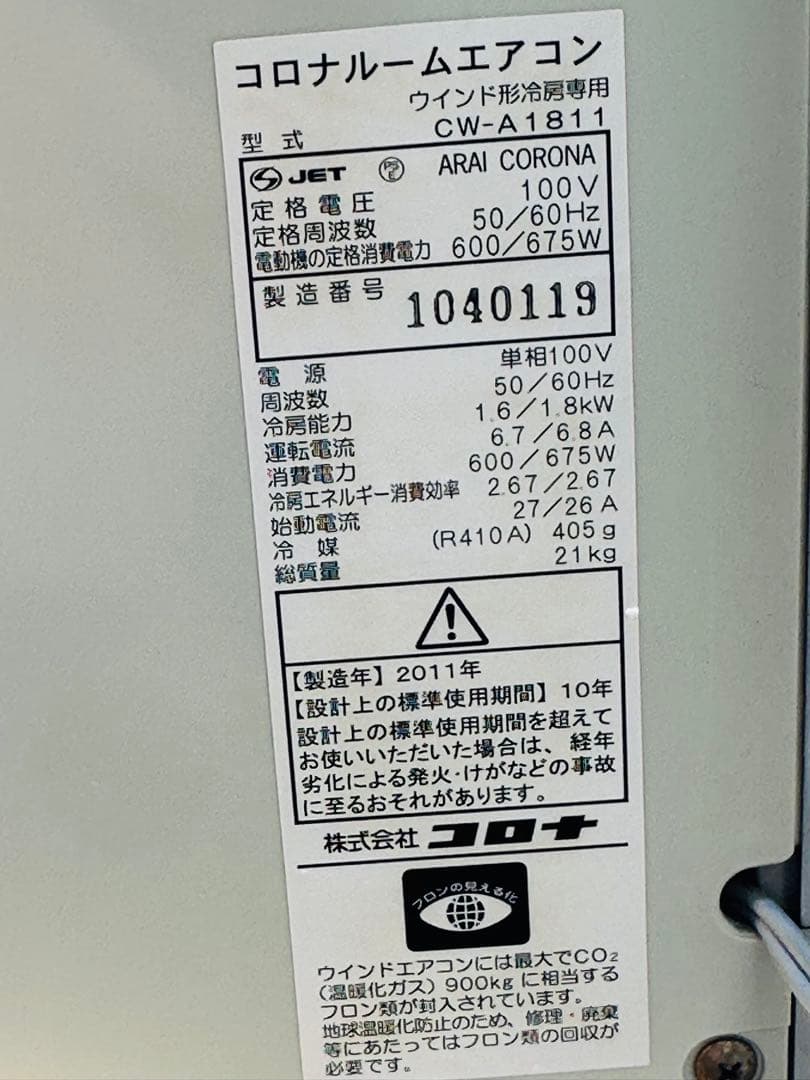 コロナルームエアコン
ウインド形冷房専用
型式 CW-A1811
JET PSE ARAI CORONA
定格電圧 100V
定格周波数 50/60Hz
電動機の定格消費電力 600/675W
製造番号 1040119
電源 単相100V
周波数 50/60Hz
冷房能力 1.6/1.8kW
運転電流 6.7/6.8A
消費電力 600/675W
冷房エネルギー消費効率 2.67/2.67
始動電流 27/26A
冷媒 (R410A) 405g
総質量 21kg
【製造年】2011年
【設計上の標準使用期間】10年
設計上の標準使用期間を超えて
お使いいただいた場合は、経年
劣化による発火・けがなどの事故
に至るおそれがあります。
株式会社 コロナ
フロンの見える化
ウインドエアコンには最大でCO₂
(温暖化ガス)900kgに相当する
フロン類が封入されています。
地球温暖化防止のため、修理・廃棄
等にあたってはフロン類の回収が
必要です。